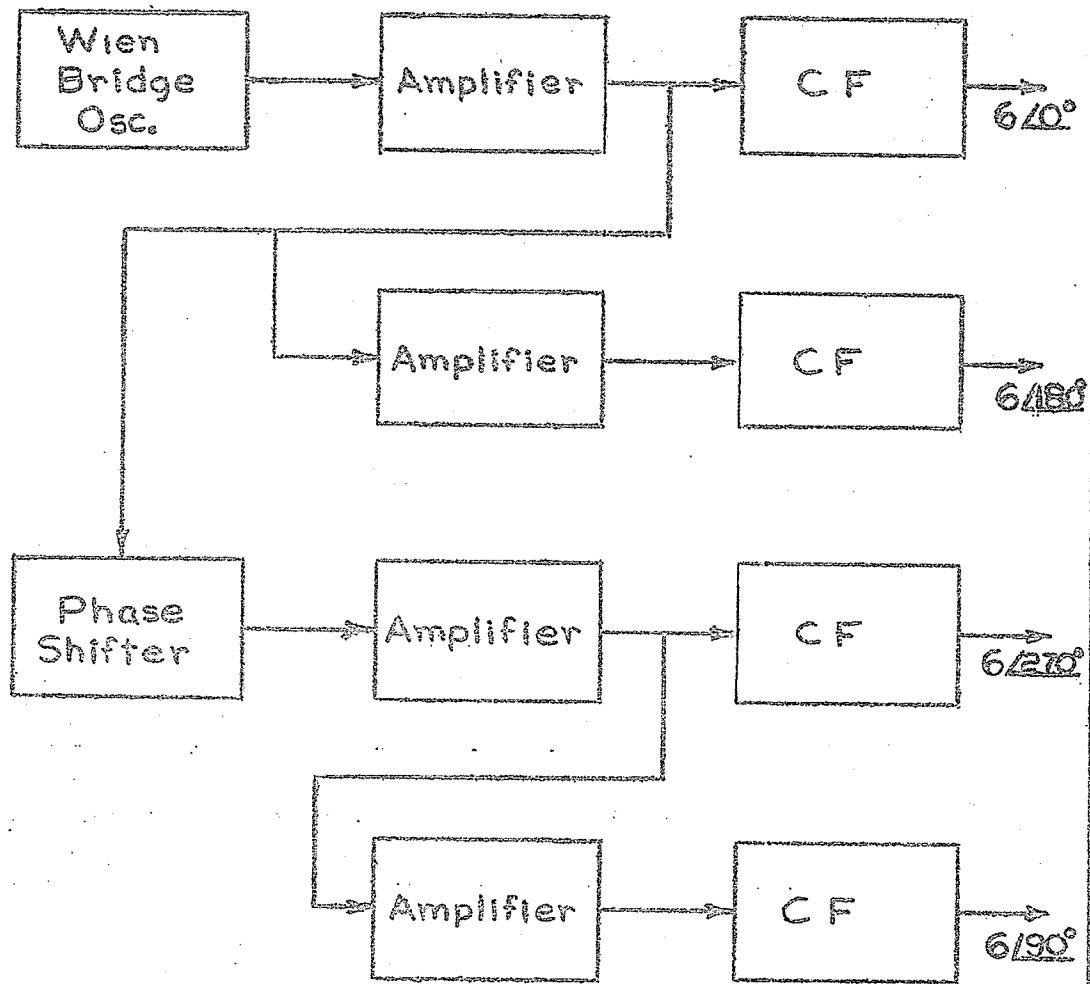 Wien
Bridge
Osc.
Amplifier
CF
6/0°
Amplifier
CF
6/180°
Phase
Shifter
Amplifier
CF
6/270°
Amplifier
CF
6/90°